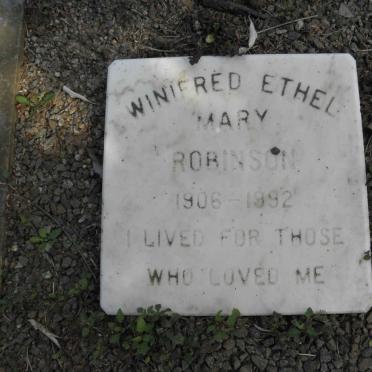 WINIFRED ETHEL
MARY
ROBINSON
1906-1992
I LIVED FOR THOSE
WHO LOVED ME